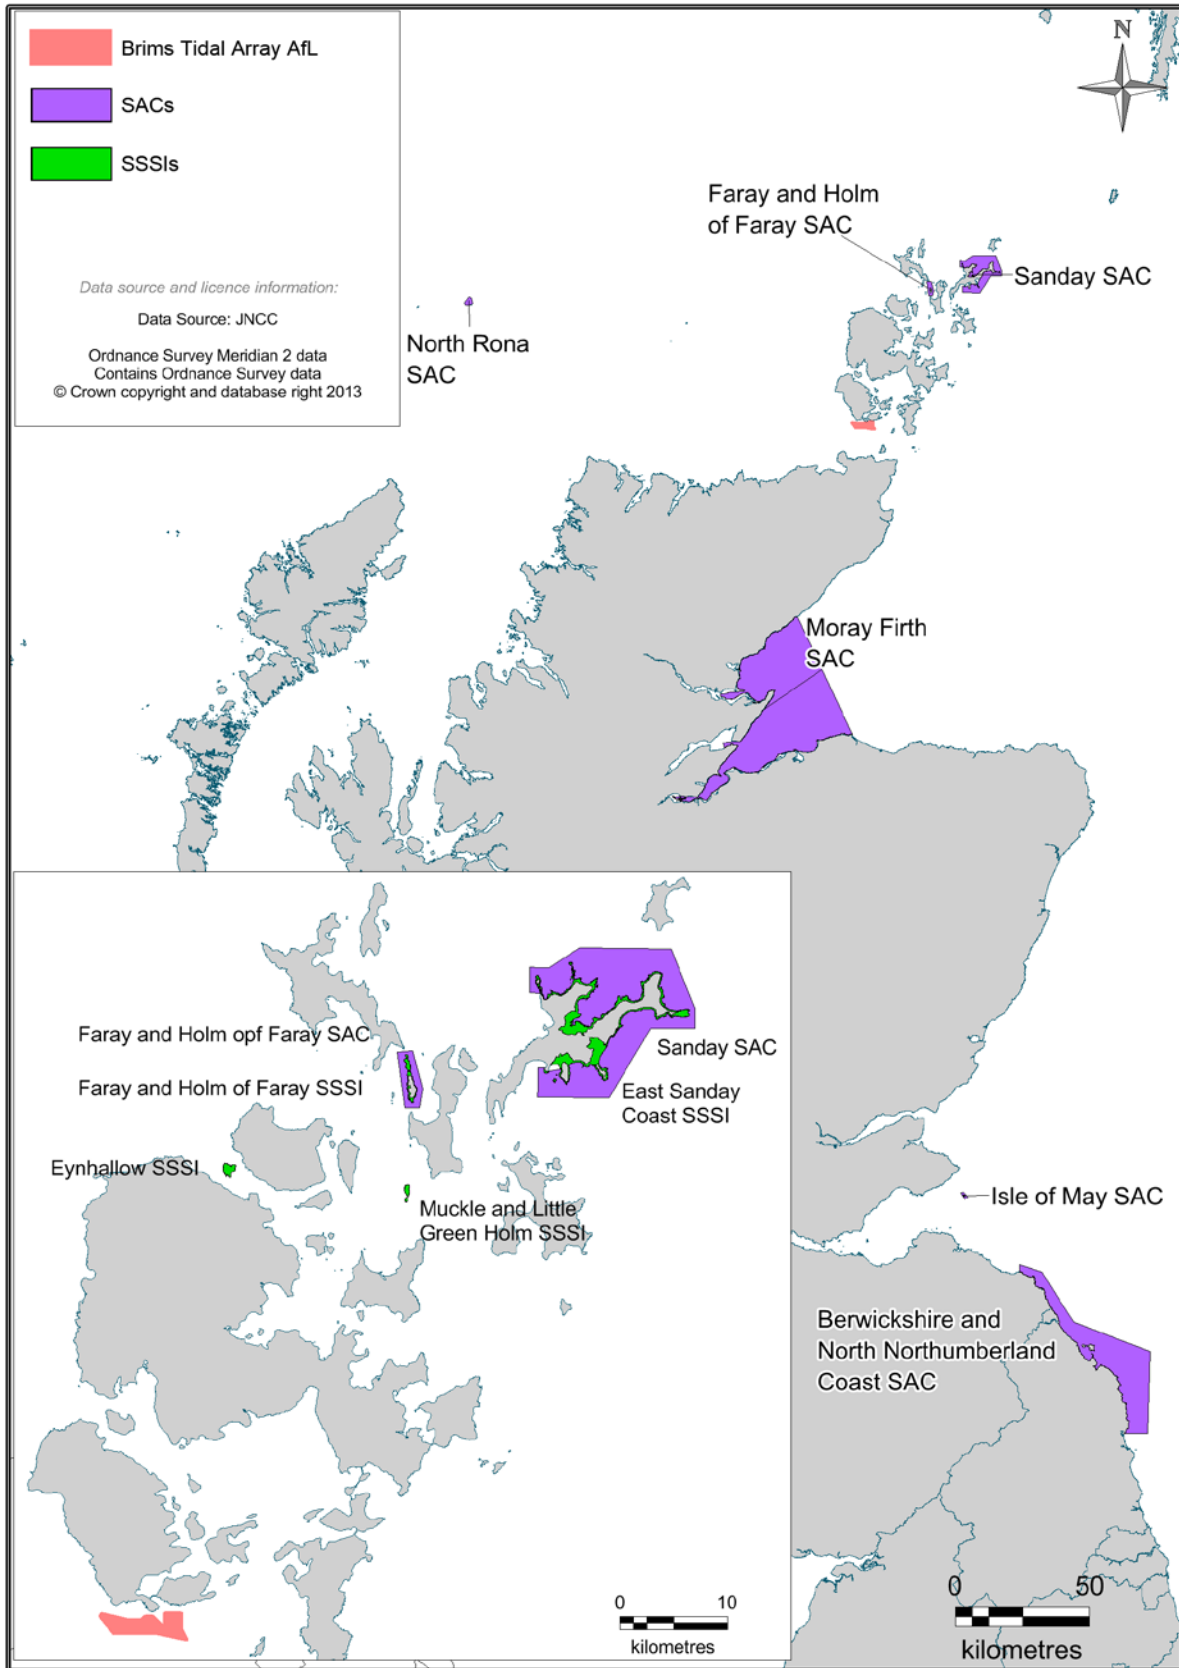 Brims Tidal Array AfL
SACs
SSSIs
Data source and licence information:
Data Source: JNCC
Ordnance Survey Meridian 2 data
Contains Ordnance Survey data
© Crown copyright and database right 2013
N
Faray and Holm
of Faray SAC
Sanday SAC
North Rona
SAC
Moray Firth
SAC
Faray and Holm opf Faray SAC
Faray and Holm of Faray SSSI
Sanday SAC
East Sanday
Coast SSSI
Eynhallow SSSI
Muckle and Little
Green Holm SSSI
Isle of May SAC
Berwickshire and
North Northumberland
Coast SAC
0 10
kilometres
0 50
kilometres